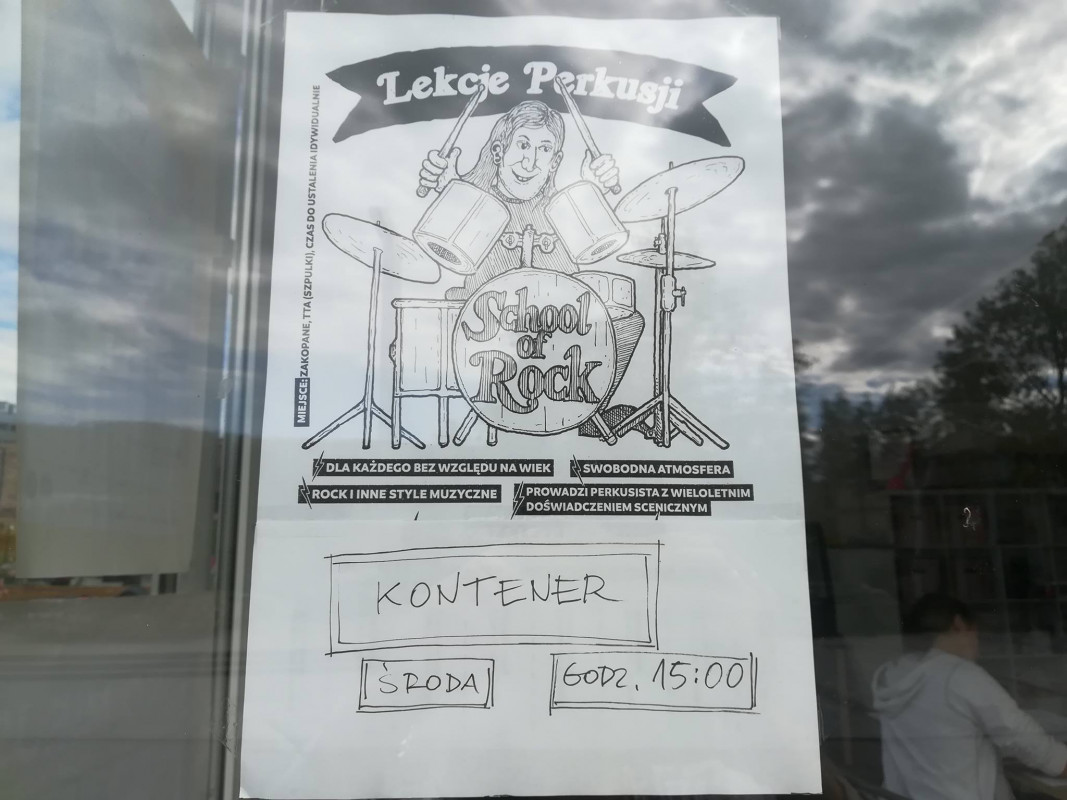 Lekcje Perkusji
MIEJSCE: ZAKOPANE, TTA (SZPULKI), CZAS DO USTALENIA IDYWIDUALNIE
School
of
Rock
DLA KAŻDEGO BEZ WZGLĘDU NA WIEK
SWOBODNA ATMOSFERA
ROCK I INNE STYLE MUZYCZNE
PROWADZI PERKUSISTA Z WIELOLETNIM
DOŚWIADCZENIEM SCENICZNYM
KONTENER
ŚRODA
GODZ. 15:00